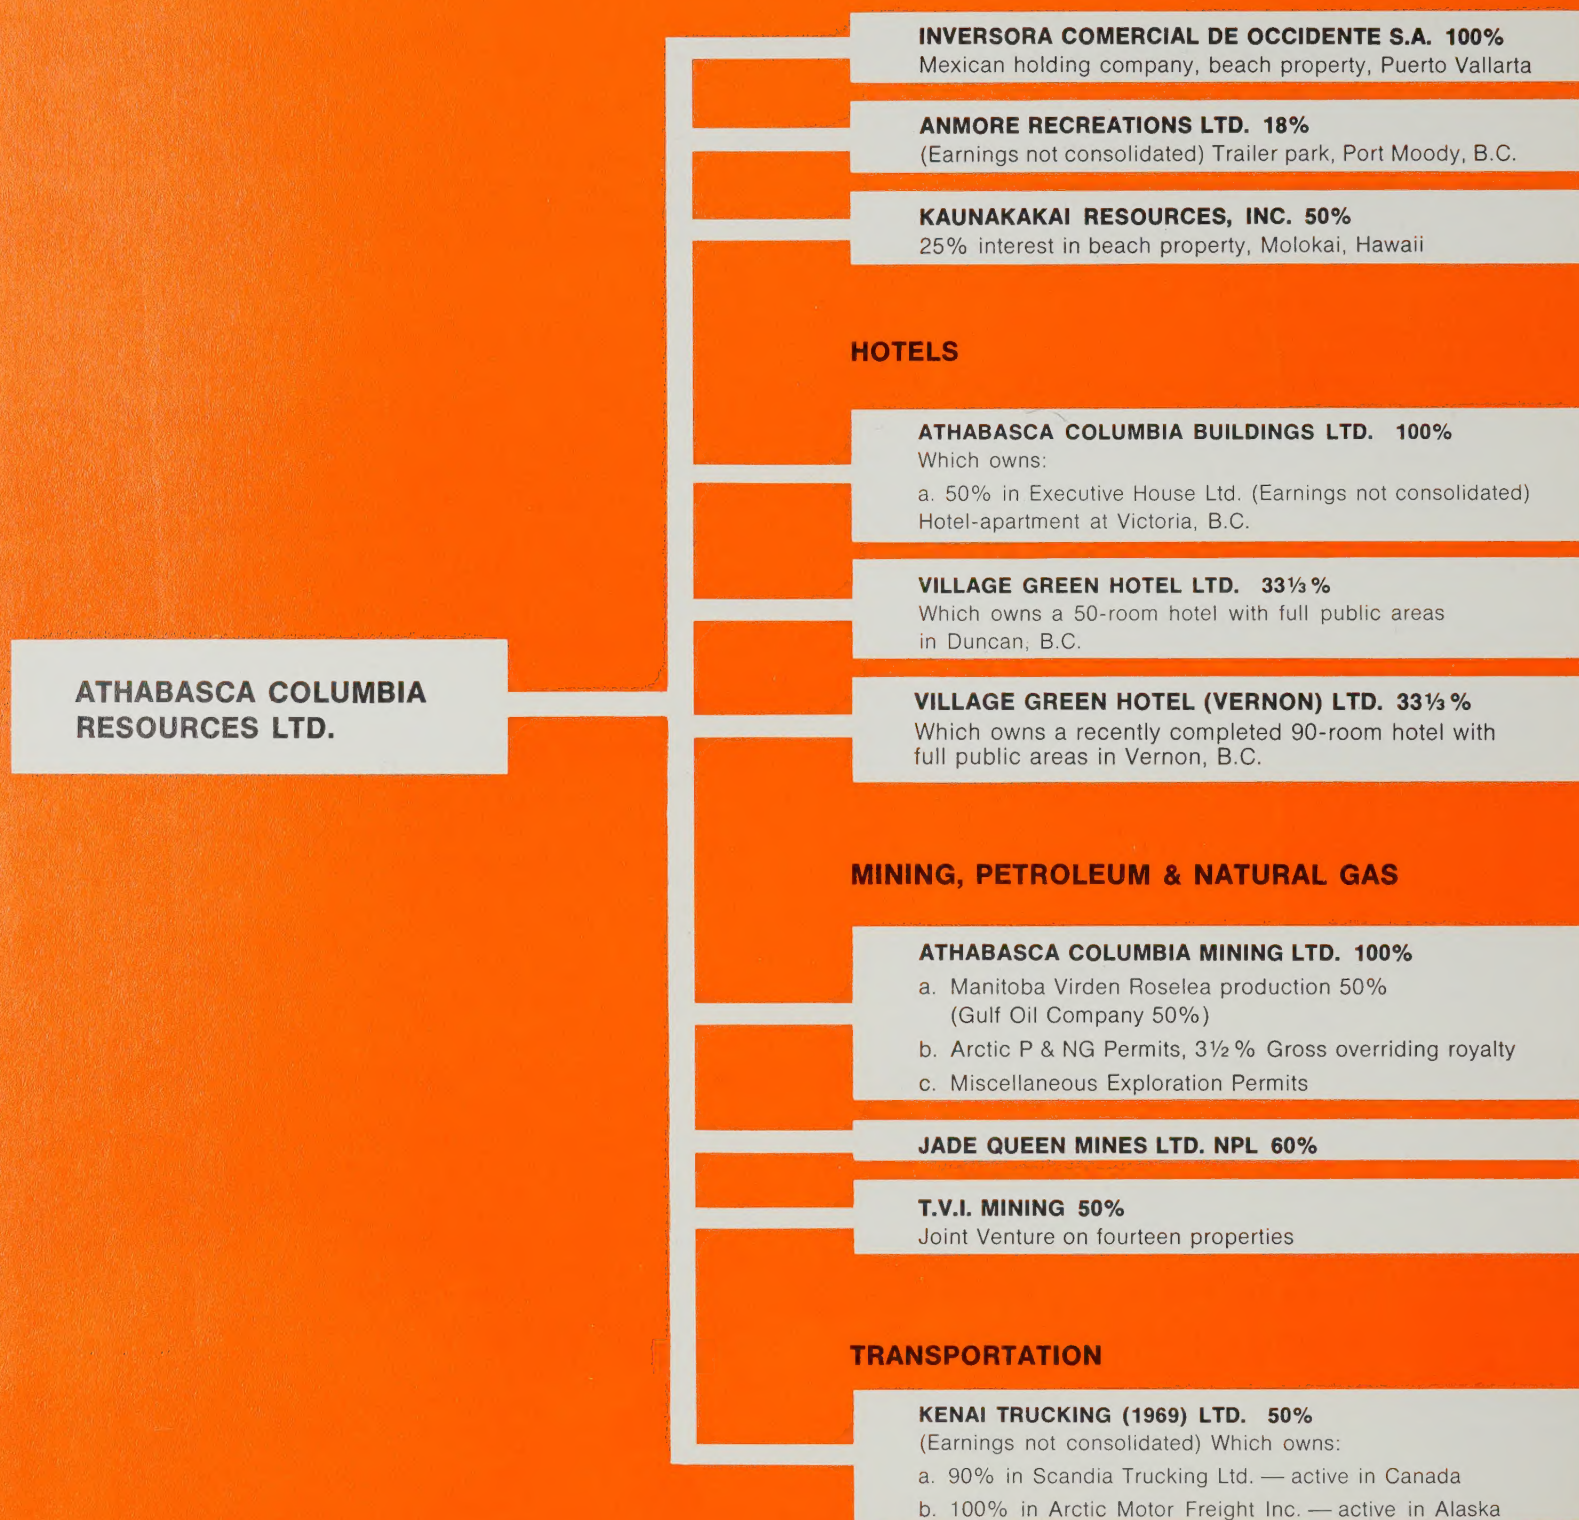 INVERSORA COMERCIAL DE OCCIDENTE S.A. 100%
Mexican holding company, beach property, Puerto Vallarta
ANMORE RECREATIONS LTD. 18%
(Earnings not consolidated) Trailer park, Port Moody, B.C.
KAUNAKAKAI RESOURCES, INC. 50%
25% interest in beach property, Molokai, Hawaii
HOTELS
ATHABASCA COLUMBIA BUILDINGS LTD. 100%
Which owns:
a. 50% in Executive House Ltd. (Earnings not consolidated)
Hotel-apartment at Victoria, B.C.
VILLAGE GREEN HOTEL LTD. 33⅓%
Which owns a 50-room hotel with full public areas
in Duncan, B.C.
ATHABASCA COLUMBIA
RESOURCES LTD.
VILLAGE GREEN HOTEL (VERNON) LTD. 33⅓%
Which owns a recently completed 90-room hotel with
full public areas in Vernon, B.C.
MINING, PETROLEUM & NATURAL GAS
ATHABASCA COLUMBIA MINING LTD. 100%
a. Manitoba Virden Roselea production 50%
(Gulf Oil Company 50%)
b. Arctic P & NG Permits, 3½% Gross overriding royalty
c. Miscellaneous Exploration Permits
JADE QUEEN MINES LTD. NPL 60%
T.V.I. MINING 50%
Joint Venture on fourteen properties
TRANSPORTATION
KENAI TRUCKING (1969) LTD. 50%
(Earnings not consolidated) Which owns:
a. 90% in Scandia Trucking Ltd. — active in Canada
b. 100% in Arctic Motor Freight Inc. — active in Alaska